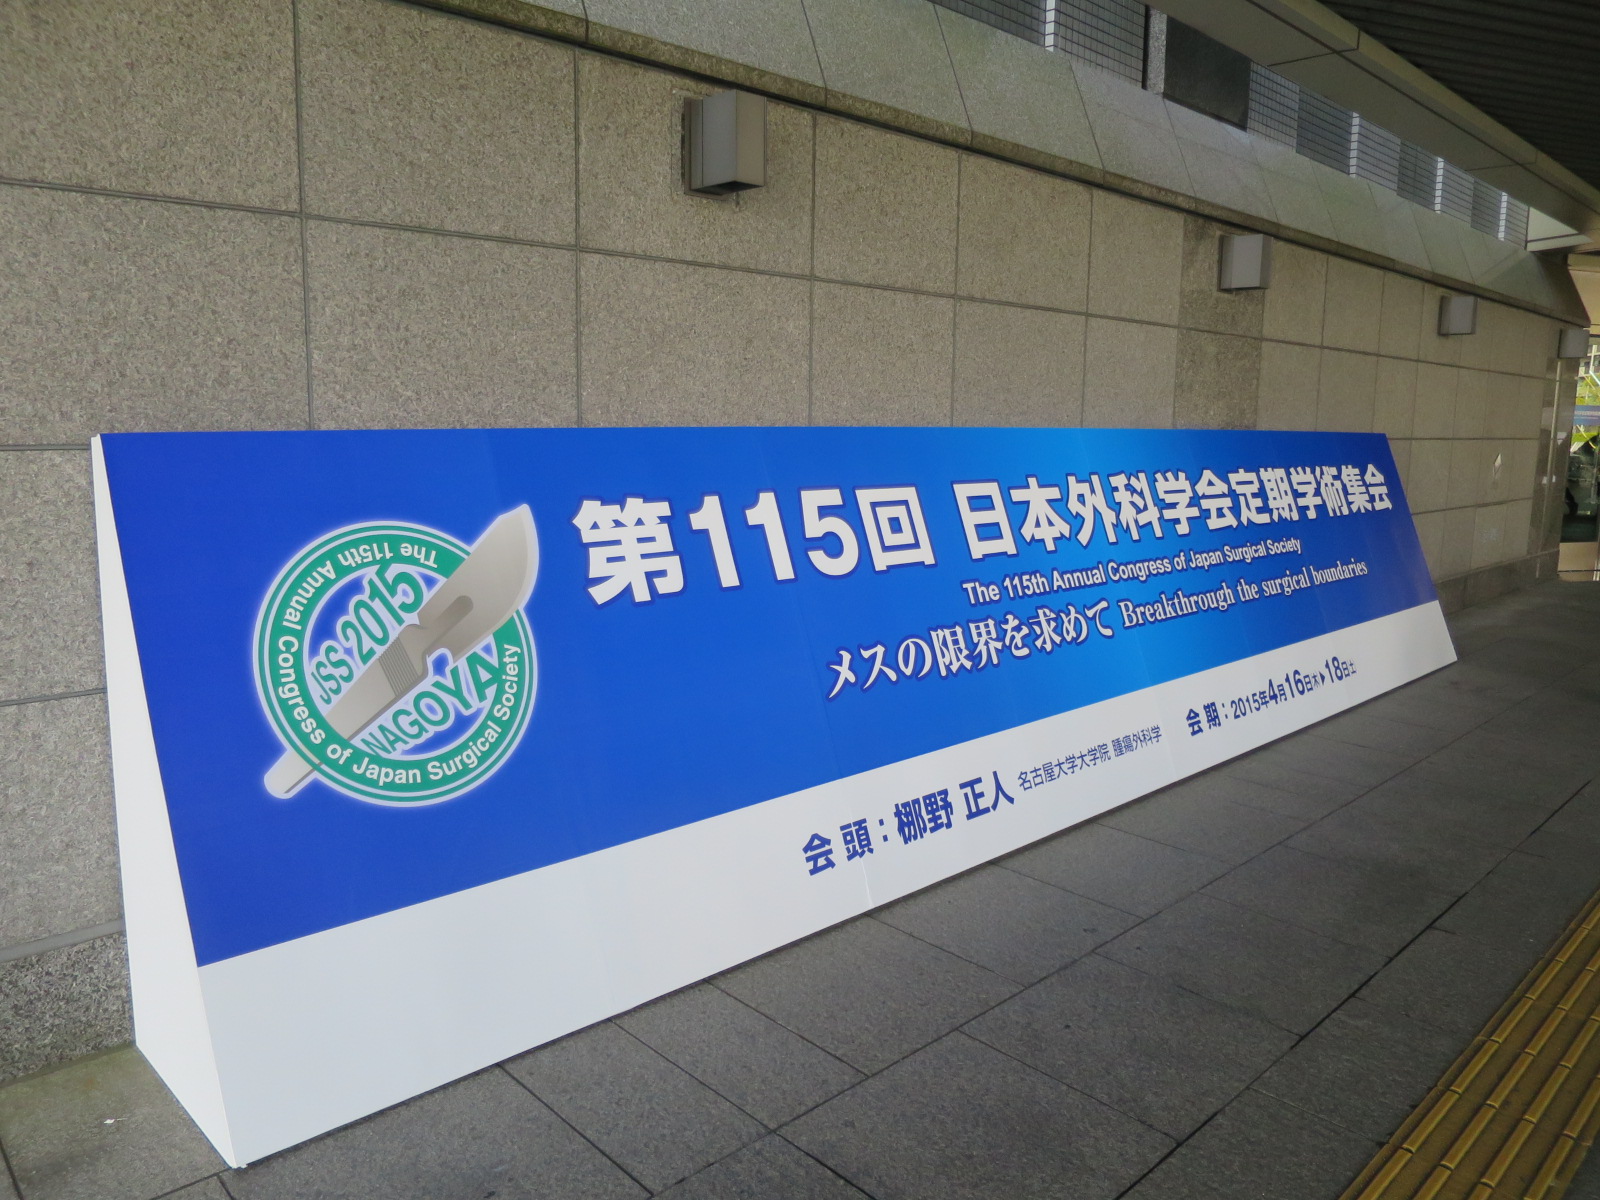 The 115th Annual Congress of Japan Surgical Society
JSS 2015
NAGOYA
第115回 日本外科学会定期学術集会
The 115th Annual Congress of Japan Surgical Society
メスの限界を求めて Breakthrough the surgical boundaries
会頭：梛野 正人 名古屋大学大学院 腫瘍外科学
会期：2015年4月16日木▶18日土